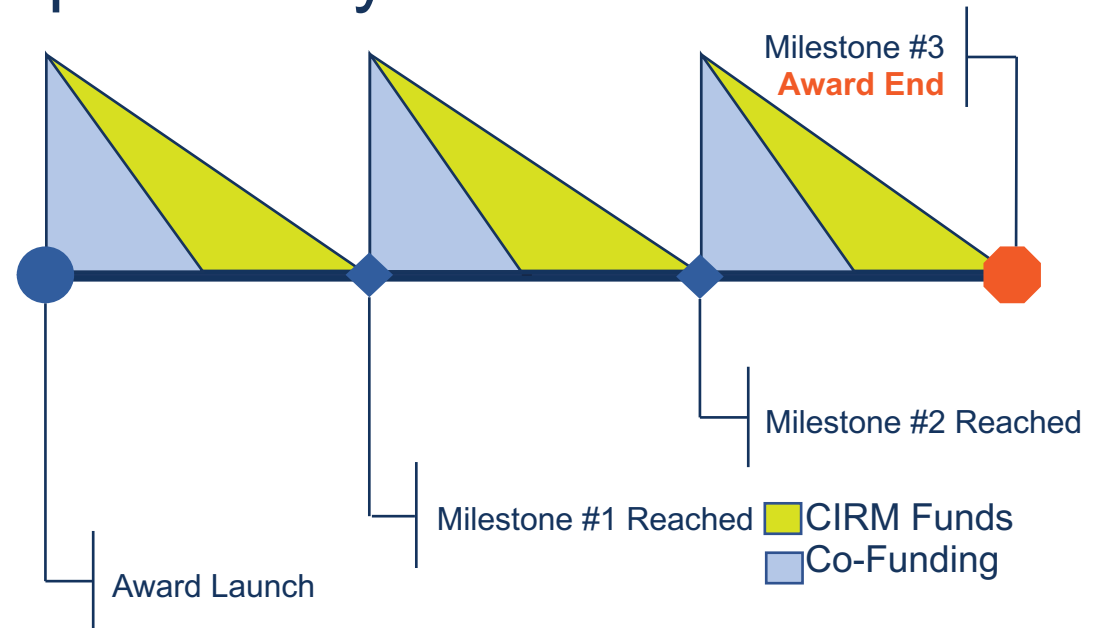 Milestone #3
Award End
Milestone #2 Reached
Milestone #1 Reached
CIRM Funds
Co-Funding
Award Launch